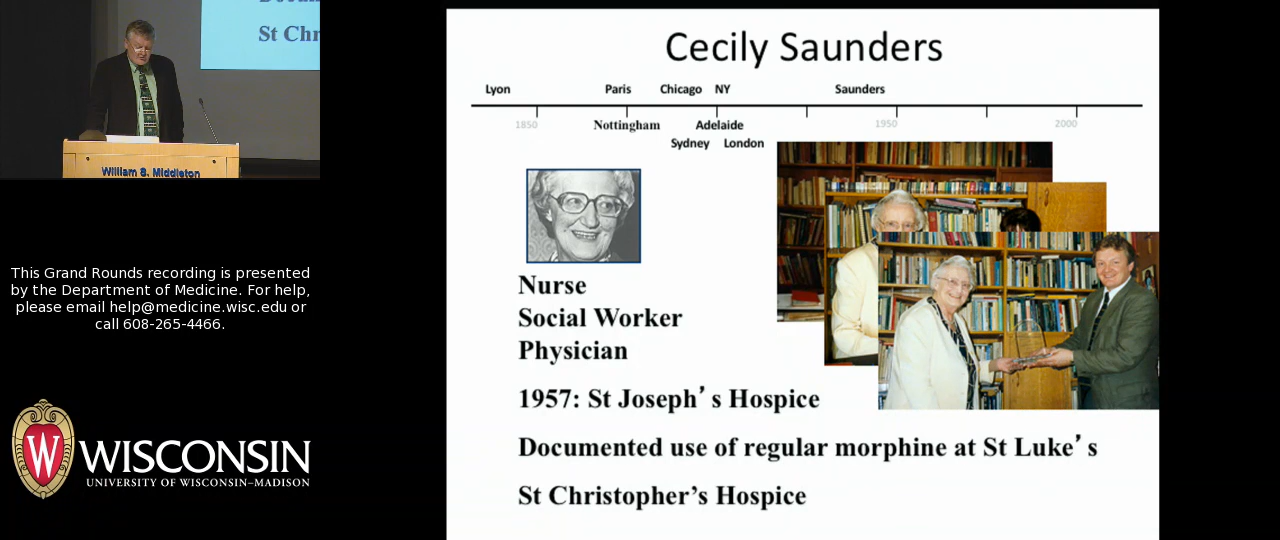 St Chr
William S. Middleton
This Grand Rounds recording is presented
by the Department of Medicine. For help,
please email help@medicine.wisc.edu or
call 608-265-4466.
W
WISCONSIN
UNIVERSITY OF WISCONSIN–MADISON
Cecily Saunders
Lyon Paris Chicago NY Saunders
1850 Nottingham Adelaide 1950 2000
Sydney London
Nurse
Social Worker
Physician
1957: St Joseph’s Hospice
Documented use of regular morphine at St Luke’s
St Christopher’s Hospice